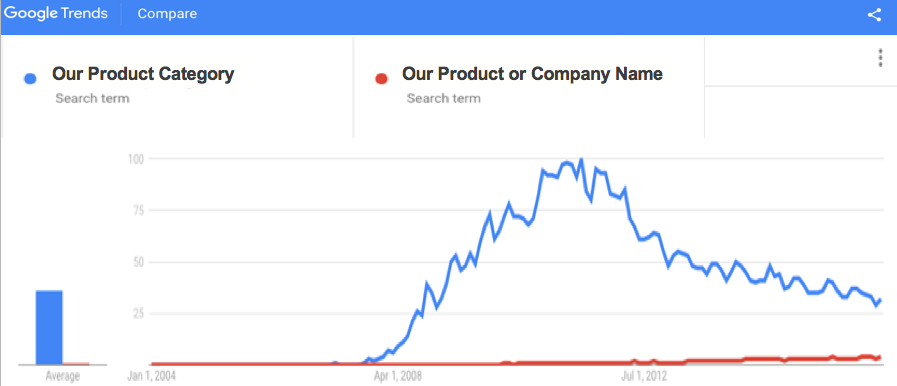 Google Trends Compare
Our Product Category
Search term
Our Product or Company Name
Search term
100
75
50
25
Average
Jan 1, 2004
Apr 1, 2008
Jul 1, 2012